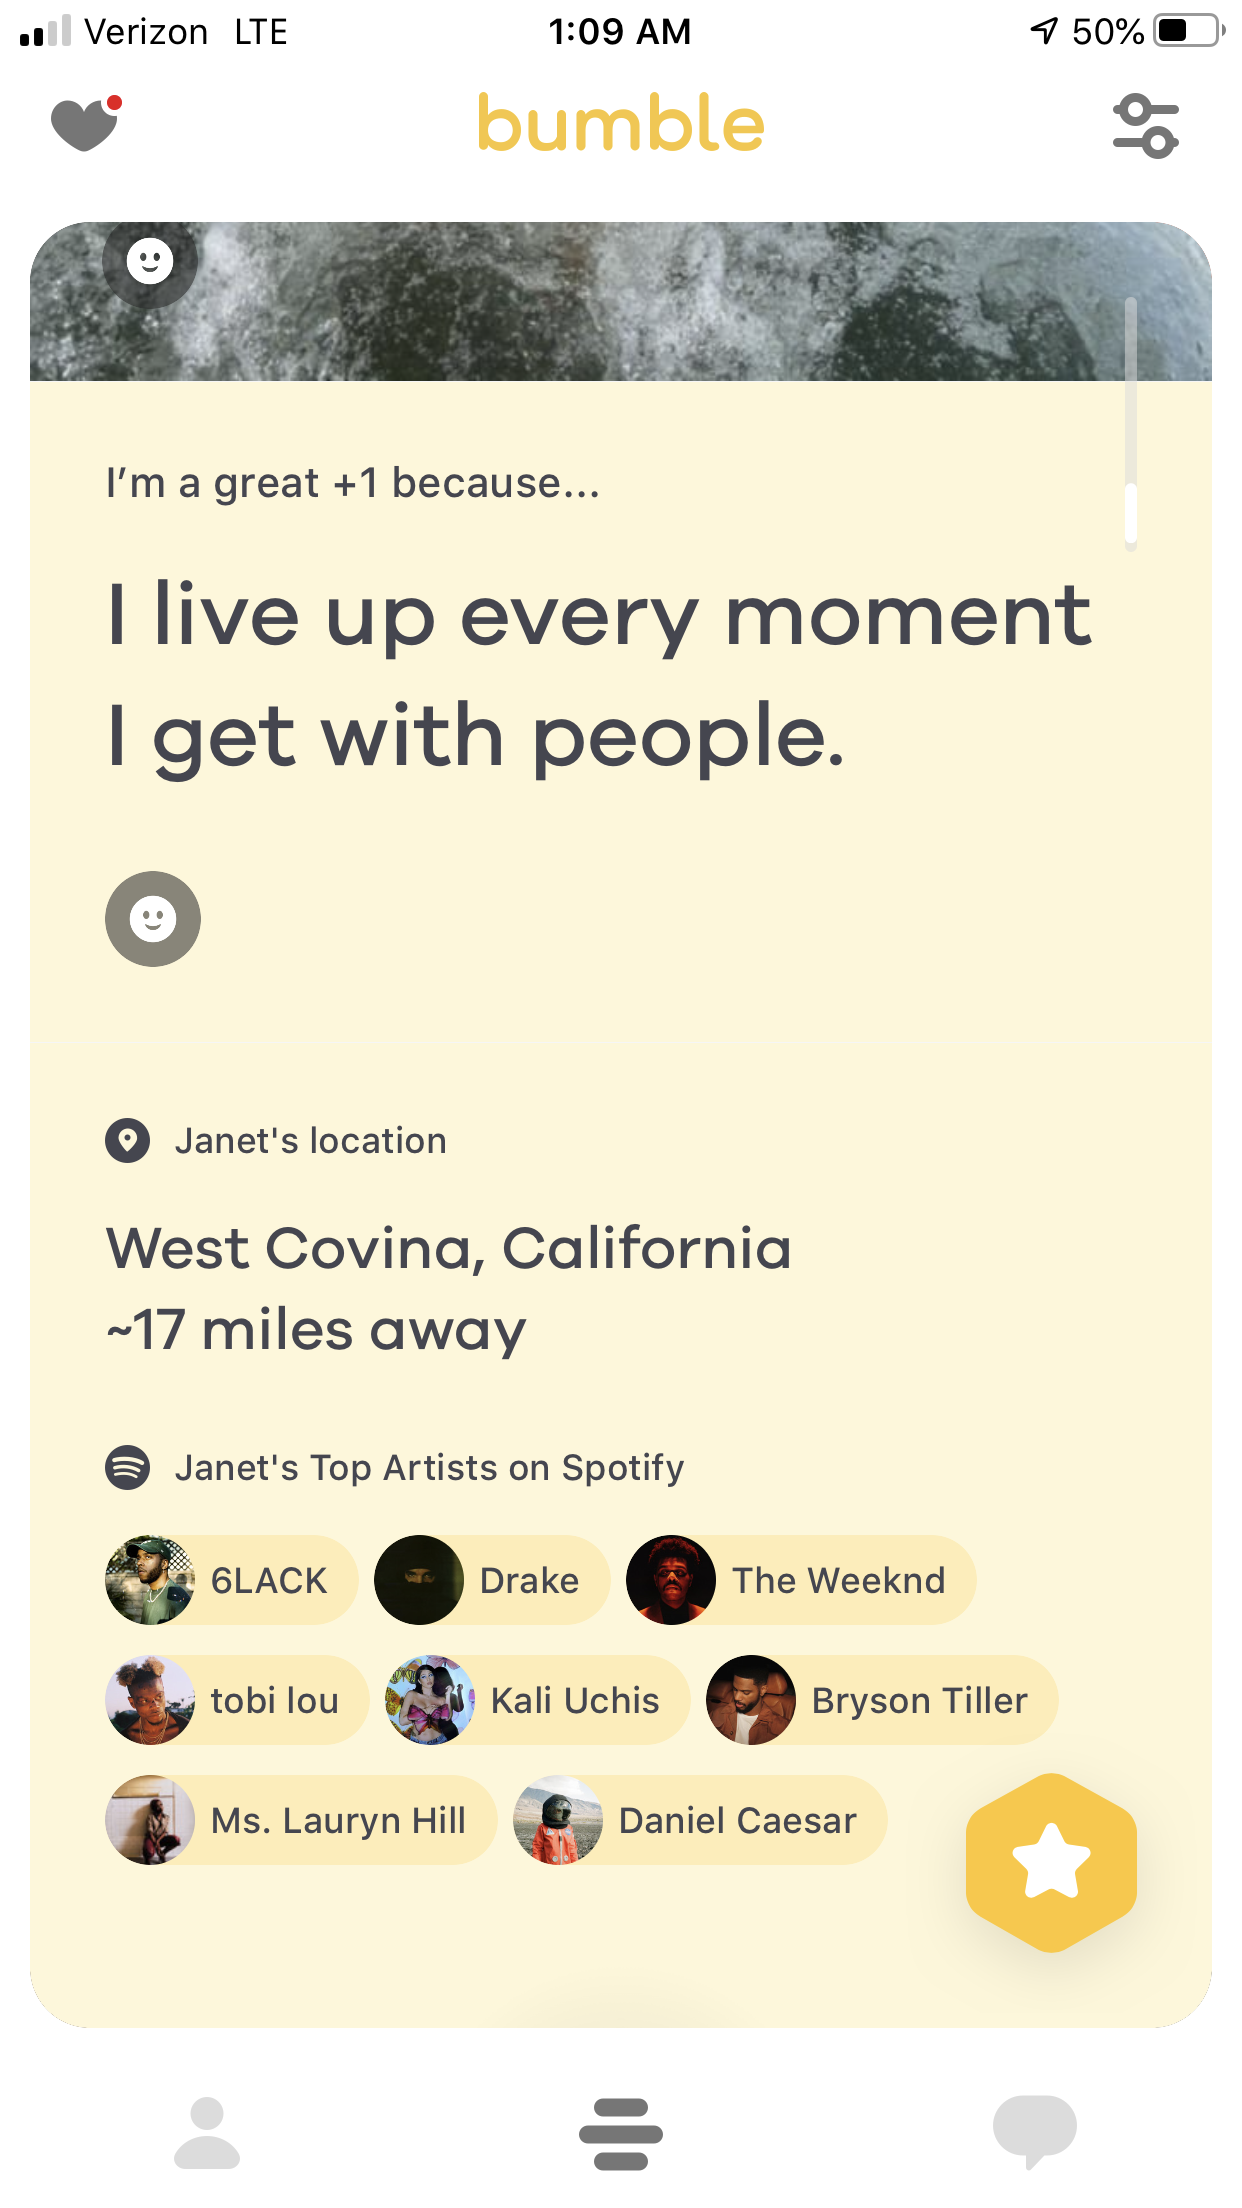 Verizon LTE 1:09 AM 50%
bumble
I’m a great +1 because...
I live up every moment
I get with people.
Janet's location
West Covina, California
~17 miles away
Janet's Top Artists on Spotify
6LACK Drake The Weeknd
tobi lou Kali Uchis Bryson Tiller
Ms. Lauryn Hill Daniel Caesar